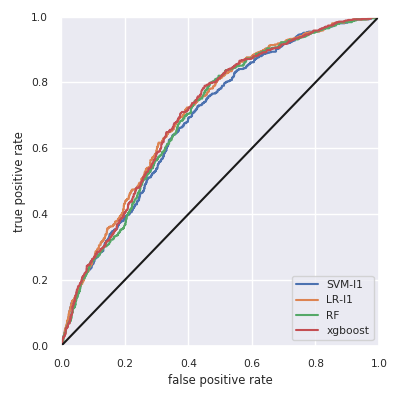 1.0
0.8
0.6
0.4
0.2
0.0
true positive rate
SVM-l1
LR-l1
RF
xgboost
0.0 0.2 0.4 0.6 0.8 1.0
false positive rate